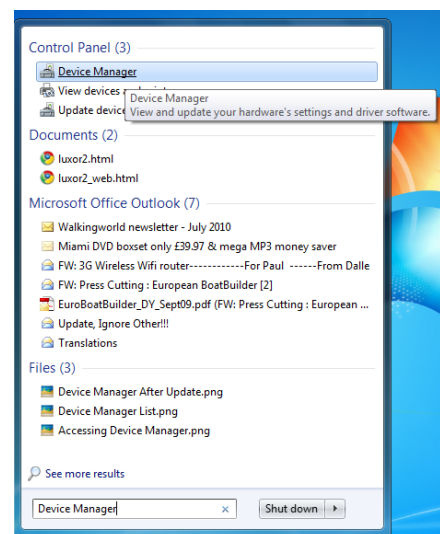 Control Panel (3)
Device Manager
View devices
Update device
Device Manager
View and update your hardware's settings and driver software.
Documents (2)
luxor2.html
luxor2_web.html
Microsoft Office Outlook (7)
Walkingworld newsletter - July 2010
Miami DVD boxset only £39.97 & mega MP3 money saver
FW: 3G Wireless Wifi router------------For Paul ------From Dalle
FW: Press Cutting : European BoatBuilder [2]
EuroBoatBuilder_DY_Sept09.pdf (FW: Press Cutting : European ...
Update, Ignore Other!!!
Translations
Files (3)
Device Manager After Update.png
Device Manager List.png
Accessing Device Manager.png
See more results
Device Manager x Shut down